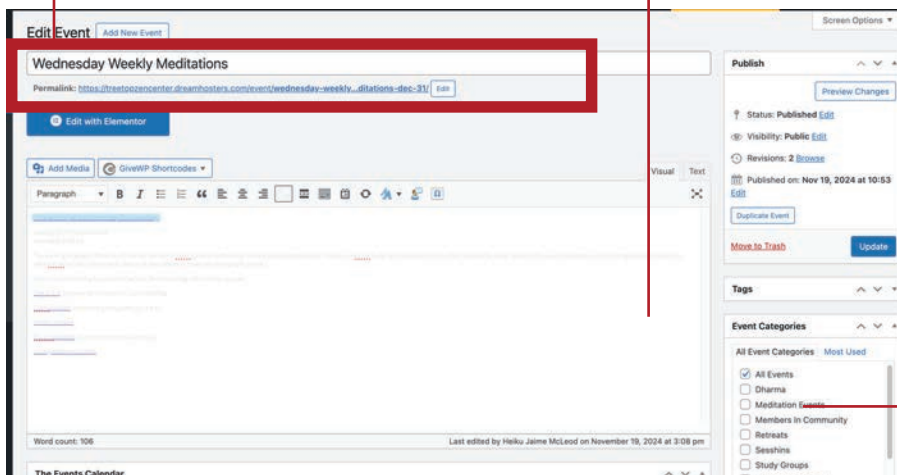 Screen Options
Edit Event Add New Event
Wednesday Weekly Meditations
Permalink: https://treetopzencenter.dreamhosters.com/event/wednesday-weekly...ditations-dec-31/ Edit
Edit with Elementor
Add Media GiveWP Shortcodes
Visual Text
Paragraph B I
Word count: 106
Last edited by Heiku Jaime McLeod on November 19, 2024 at 3:08 pm
The Events Calendar
Publish
Preview Changes
Status: Published Edit
Visibility: Public Edit
Revisions: 2 Browse
Published on: Nov 19, 2024 at 10:53
Edit
Duplicate Event
Move to Trash Update
Tags
Event Categories
All Event Categories Most Used
All Events
Dharma
Meditation Events
Members In Community
Retreats
Sesshins
Study Groups